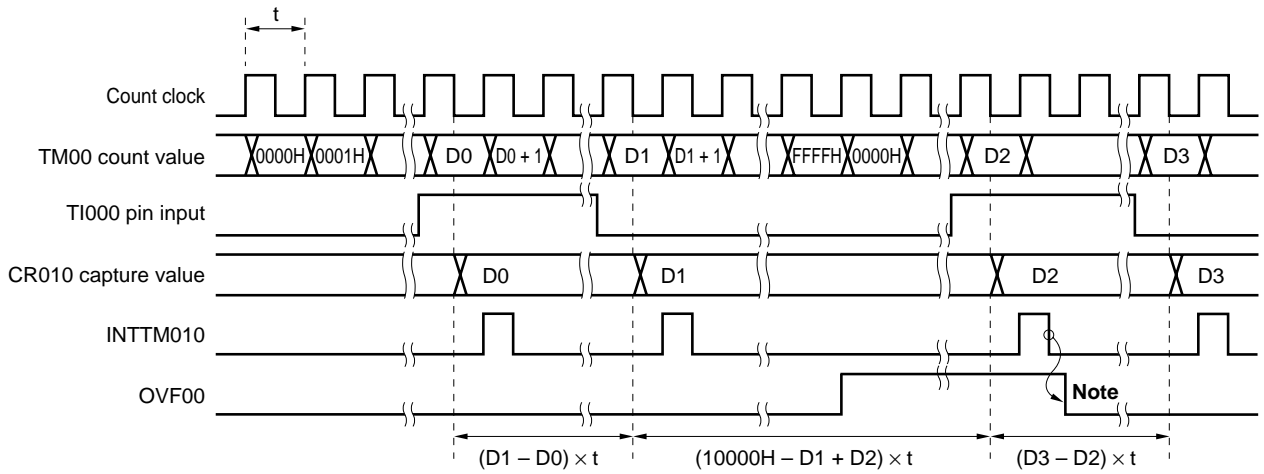 t
Count clock
TM00 count value 0000H 0001H D0 D0 + 1 D1 D1 + 1 FFFFH 0000H D2 D3
TI000 pin input
CR010 capture value D0 D1 D2 D3
INTTM010
OVF00 Note
(D1 – D0) × t (10000H – D1 + D2) × t (D3 – D2) × t